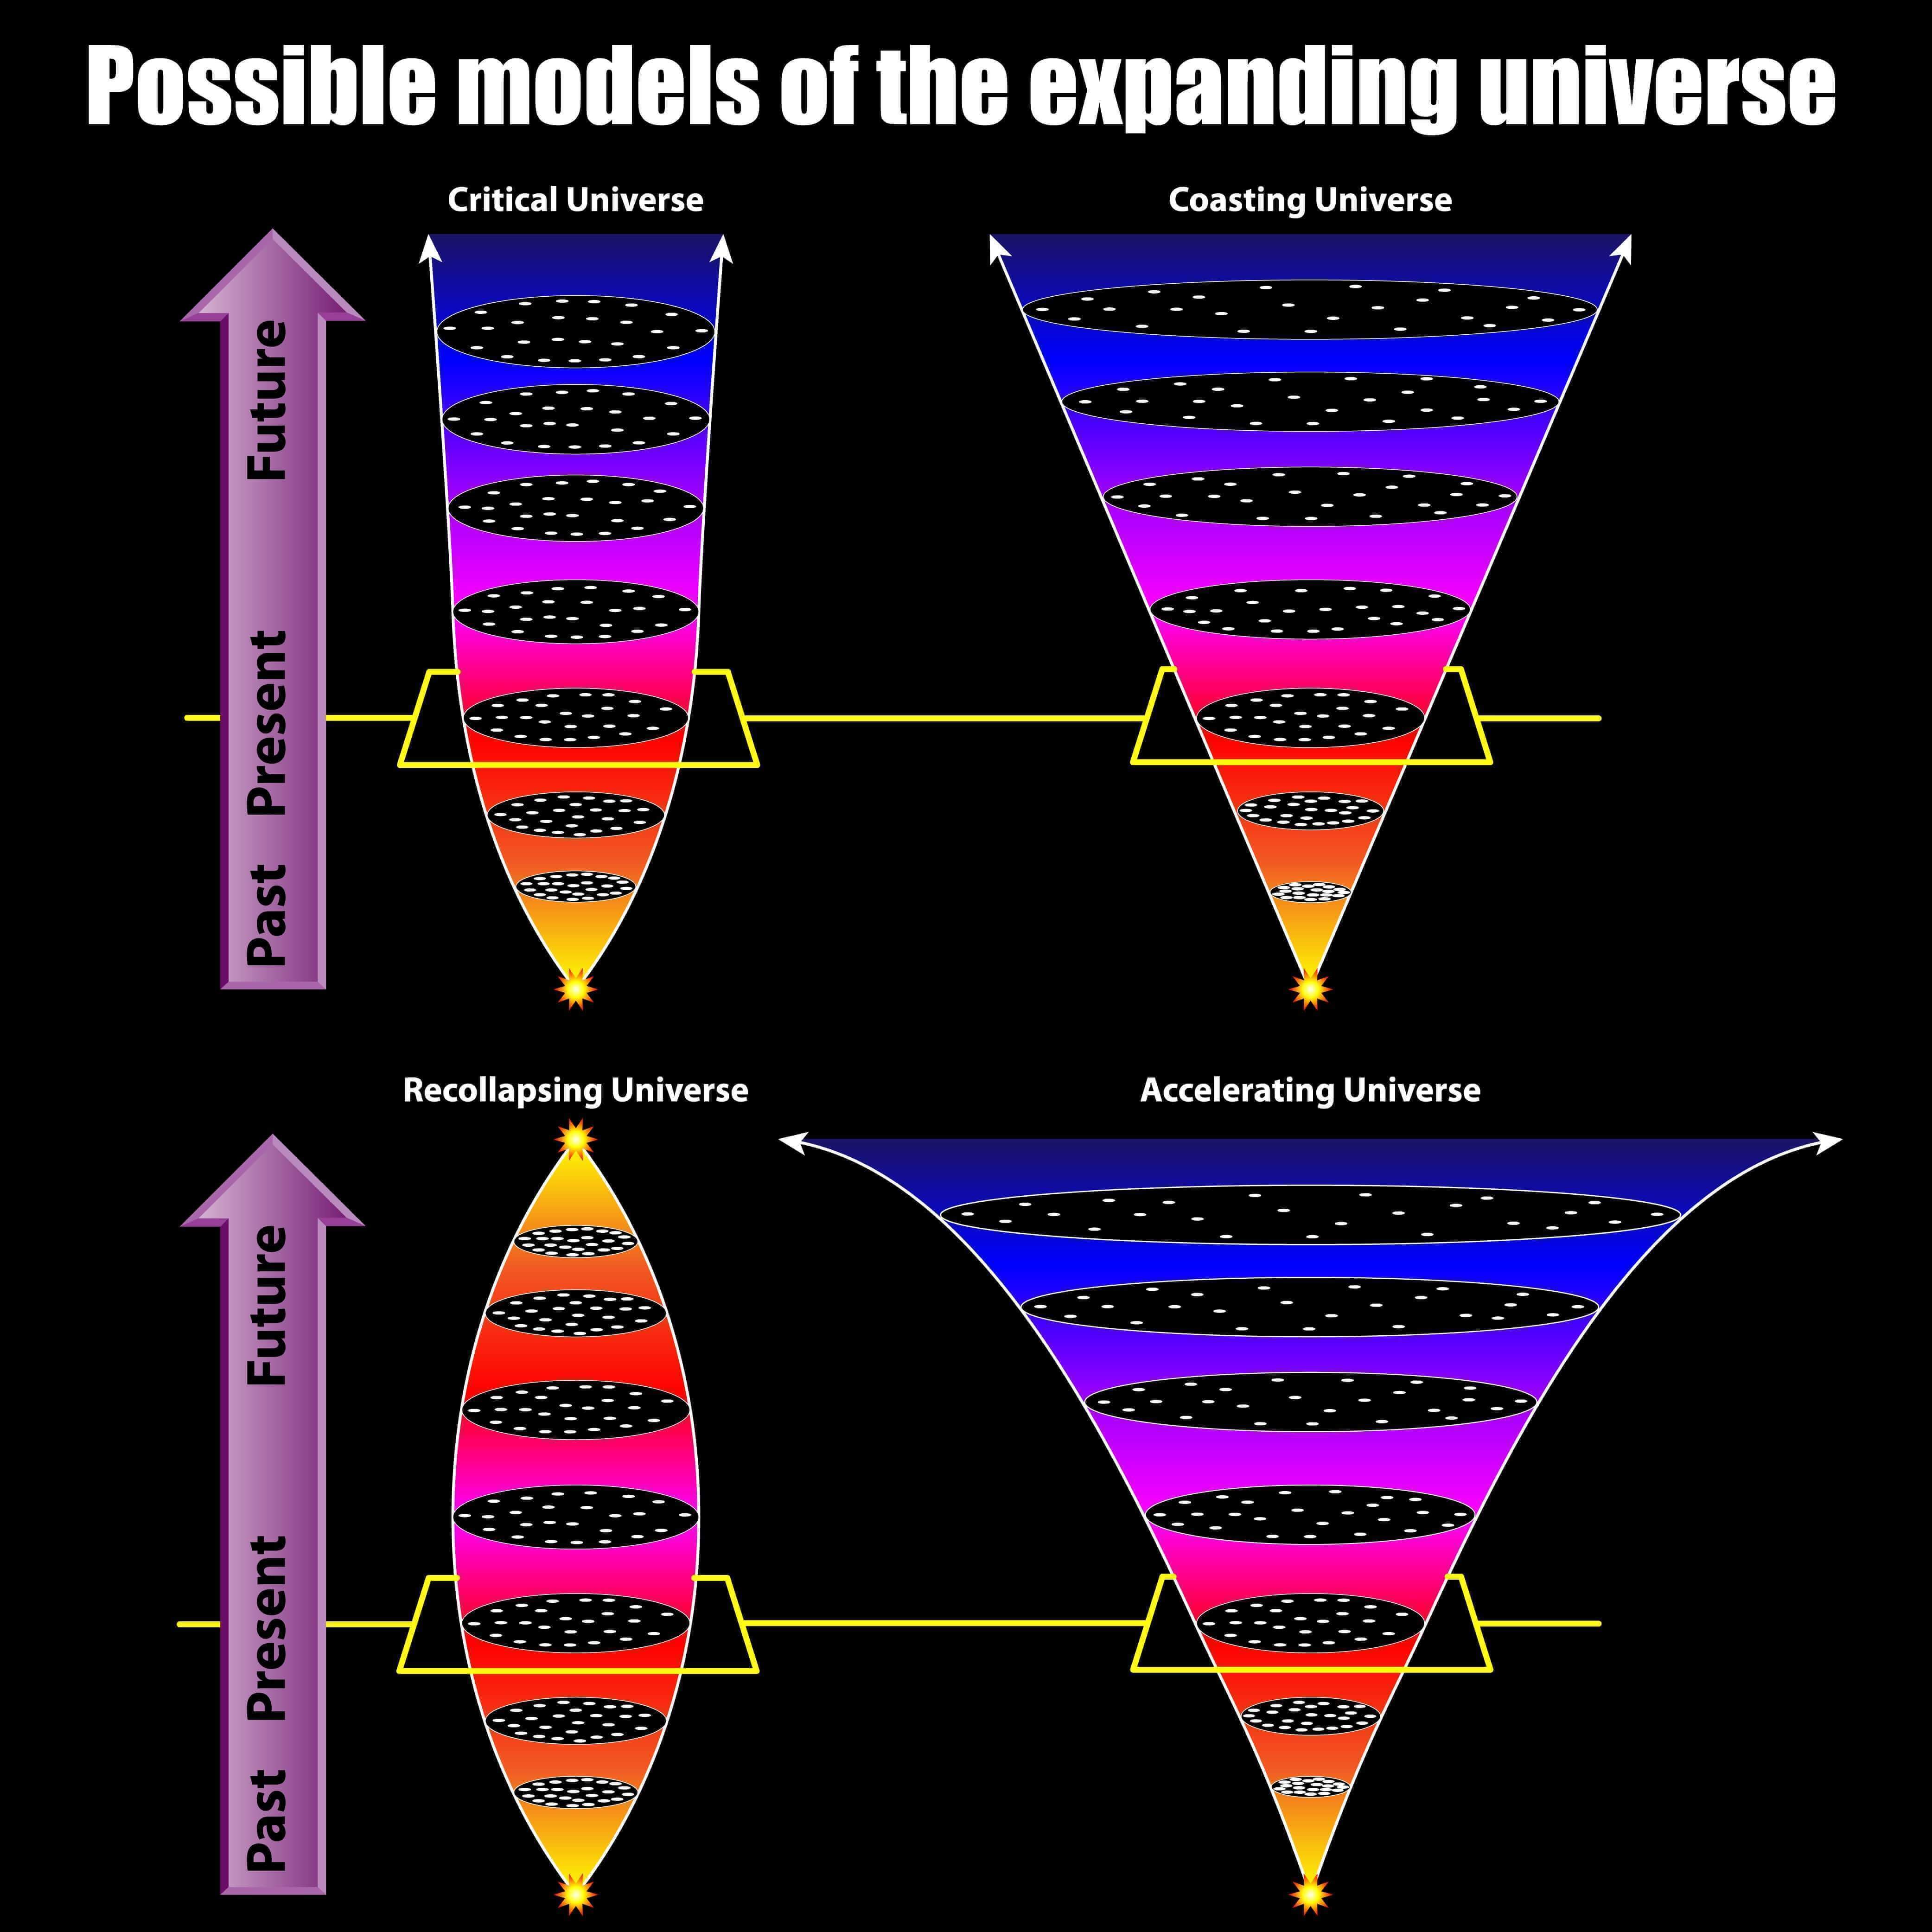 Possible models of the expanding universe
Critical Universe
Coasting Universe
Future
Present
Past
Recollapsing Universe
Accelerating Universe
Future
Present
Past